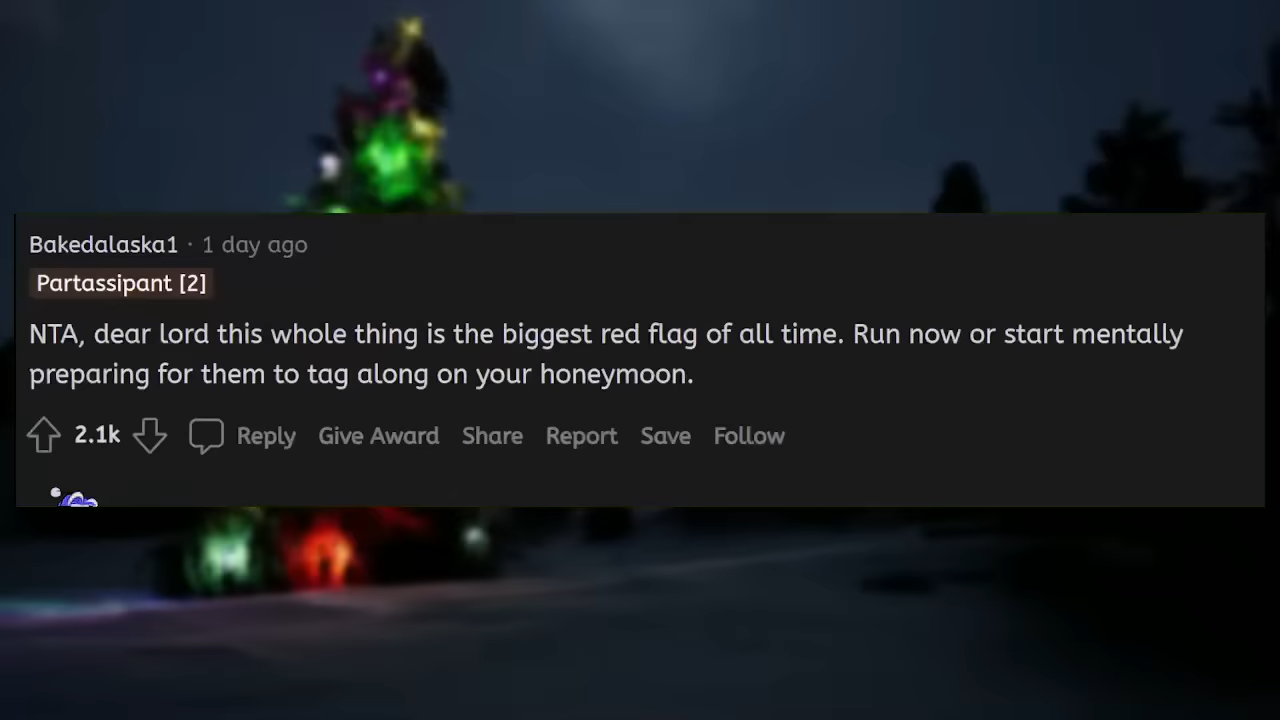 Bakedalaska1 · 1 day ago
Partassipant [2]
NTA, dear lord this whole thing is the biggest red flag of all time. Run now or start mentally
preparing for them to tag along on your honeymoon.
2.1k Reply Give Award Share Report Save Follow